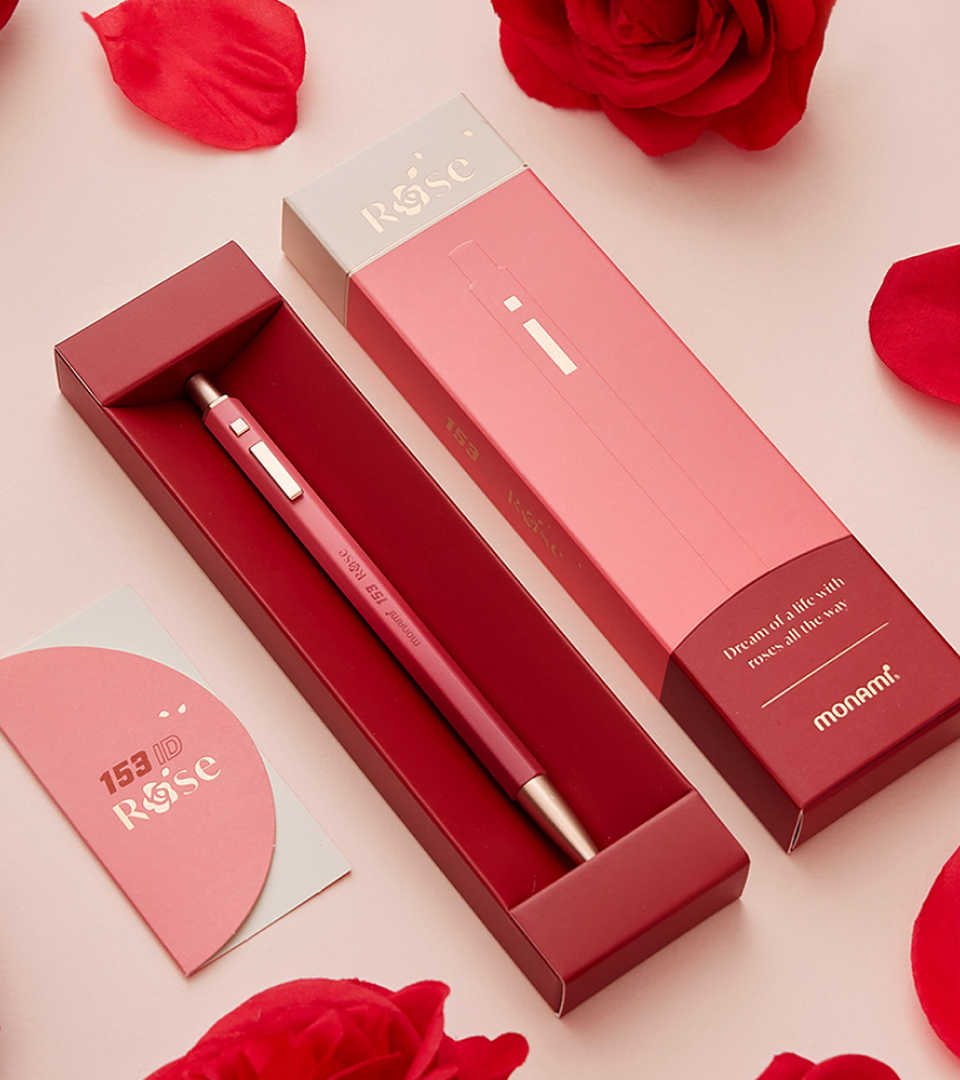 Rose
153
Rose
Dream of a life with
roses all the way
monami®
monami 153 Rose
153 ID
Rose